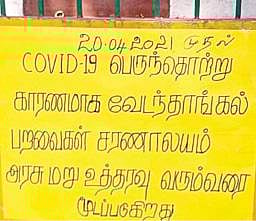 20.04.2021 முதல்
COVID-19 பெருந்தொற்று
காரணமாக வேடந்தாங்கல்
பறவைகள் சரணாலயம்
அரசு மறு உத்தரவு வரும்வரை
மூடப்படுகிறது